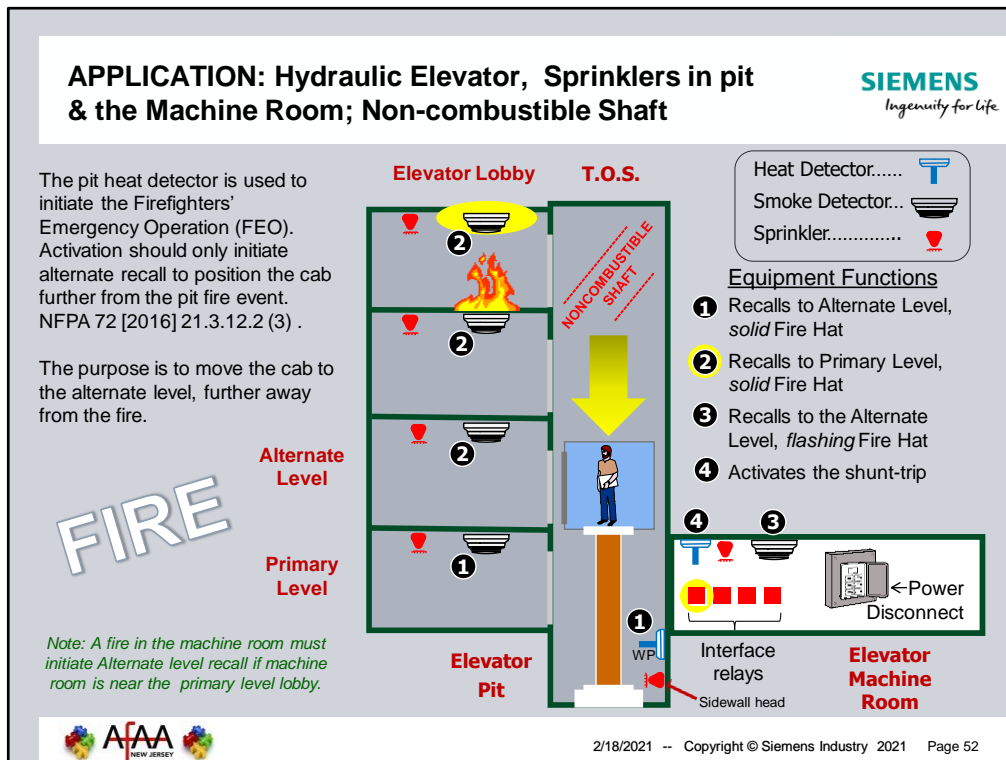 APPLICATION: Hydraulic Elevator, Sprinklers in pit
& the Machine Room; Non-combustible Shaft
SIEMENS
Ingenuity for life
The pit heat detector is used to
initiate the Firefighters'
Emergency Operation (FEO).
Activation should only initiate
alternate recall to position the cab
further from the pit fire event.
NFPA 72 [2016] 21.3.12.2 (3) .
The purpose is to move the cab to
the alternate level, further away
from the fire.
FIRE
Note: A fire in the machine room must
initiate Alternate level recall if machine
room is near the primary level lobby.
Elevator Lobby
T.O.S.
2
NONCOMBUSTIBLE
SHAFT
2
2
Alternate
Level
1
Primary
Level
Elevator
Pit
1
WP
Sidewall head
Heat Detector......
Smoke Detector...
Sprinkler.............. 
Equipment Functions
1 Recalls to Alternate Level,
solid Fire Hat
2 Recalls to Primary Level,
solid Fire Hat
3 Recalls to the Alternate
Level, flashing Fire Hat
4 Activates the shunt-trip
4
3
Power
Disconnect
Interface
relays
Elevator
Machine
Room
AFAA
NEW JERSEY
2/18/2021 -- Copyright © Siemens Industry 2021 Page 52